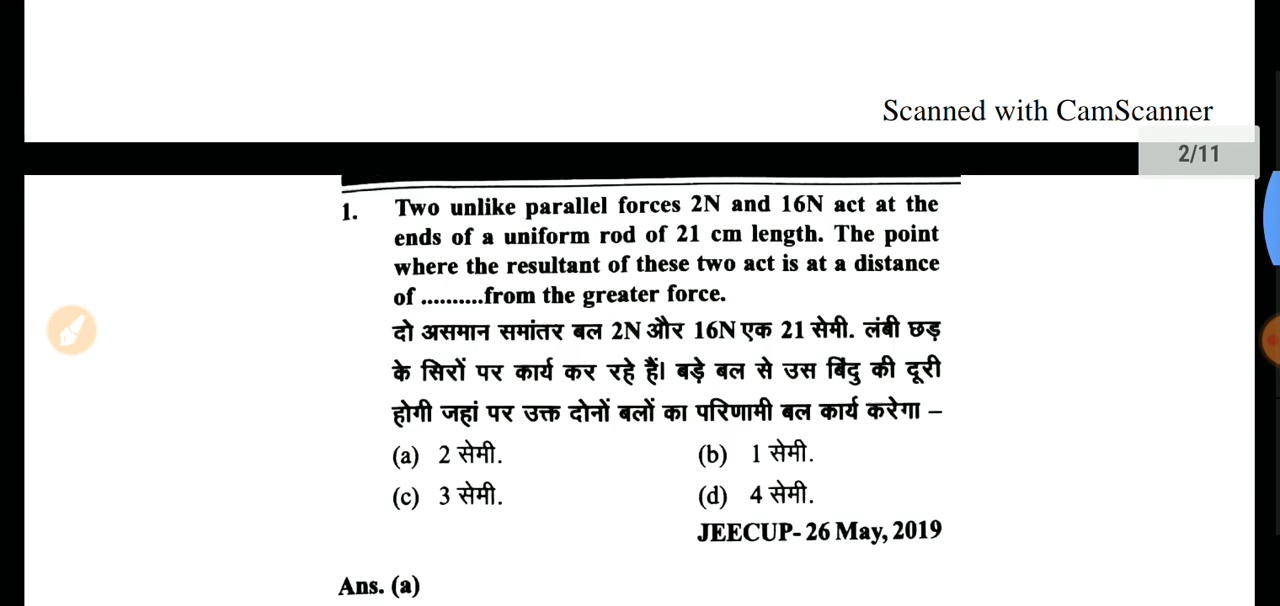 Scanned with CamScanner
2/11
1. Two unlike parallel forces 2N and 16N act at the
ends of a uniform rod of 21 cm length. The point
where the resultant of these two act is at a distance
of ..........from the greater force.
दो असमान समांतर बल 2N और 16N एक 21 सेमी. लंबी छड़
के सिरों पर कार्य कर रहे हैं। बड़े बल से उस बिंदु की दूरी
होगी जहां पर उक्त दोनों बलों का परिणामी बल कार्य करेगा –
(a) 2 सेमी. (b) 1 सेमी.
(c) 3 सेमी. (d) 4 सेमी.
JEECUP- 26 May, 2019
Ans. (a)